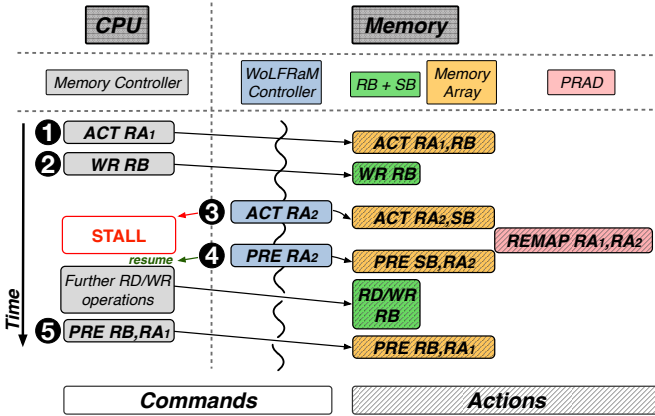 CPU
Memory
Memory Controller
WoLFRaM
Controller
RB + SB
Memory
Array
PRAD
1 ACT RA1
ACT RA1,RB
2 WR RB
WR RB
3 ACT RA2
ACT RA2,SB
STALL
REMAP RA1,RA2
resume
4 PRE RA2
PRE SB,RA2
Further RD/WR
operations
RD/WR
RB
Time
5 PRE RB,RA1
PRE RB,RA1
Commands
Actions